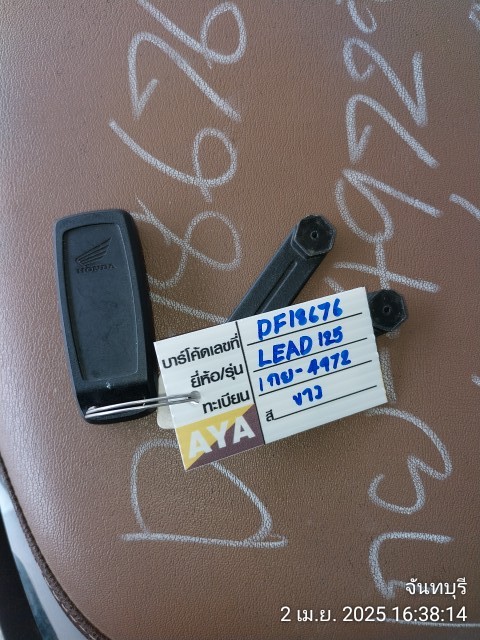 HONDA
บาร์โค้ดเลขที่ DF18676
ยี่ห้อ/รุ่น LEAD 125
ทะเบียน 1กย-4972
สี ขาว
AYA
จันทบุรี
2 เม.ย. 2025 16:38:14